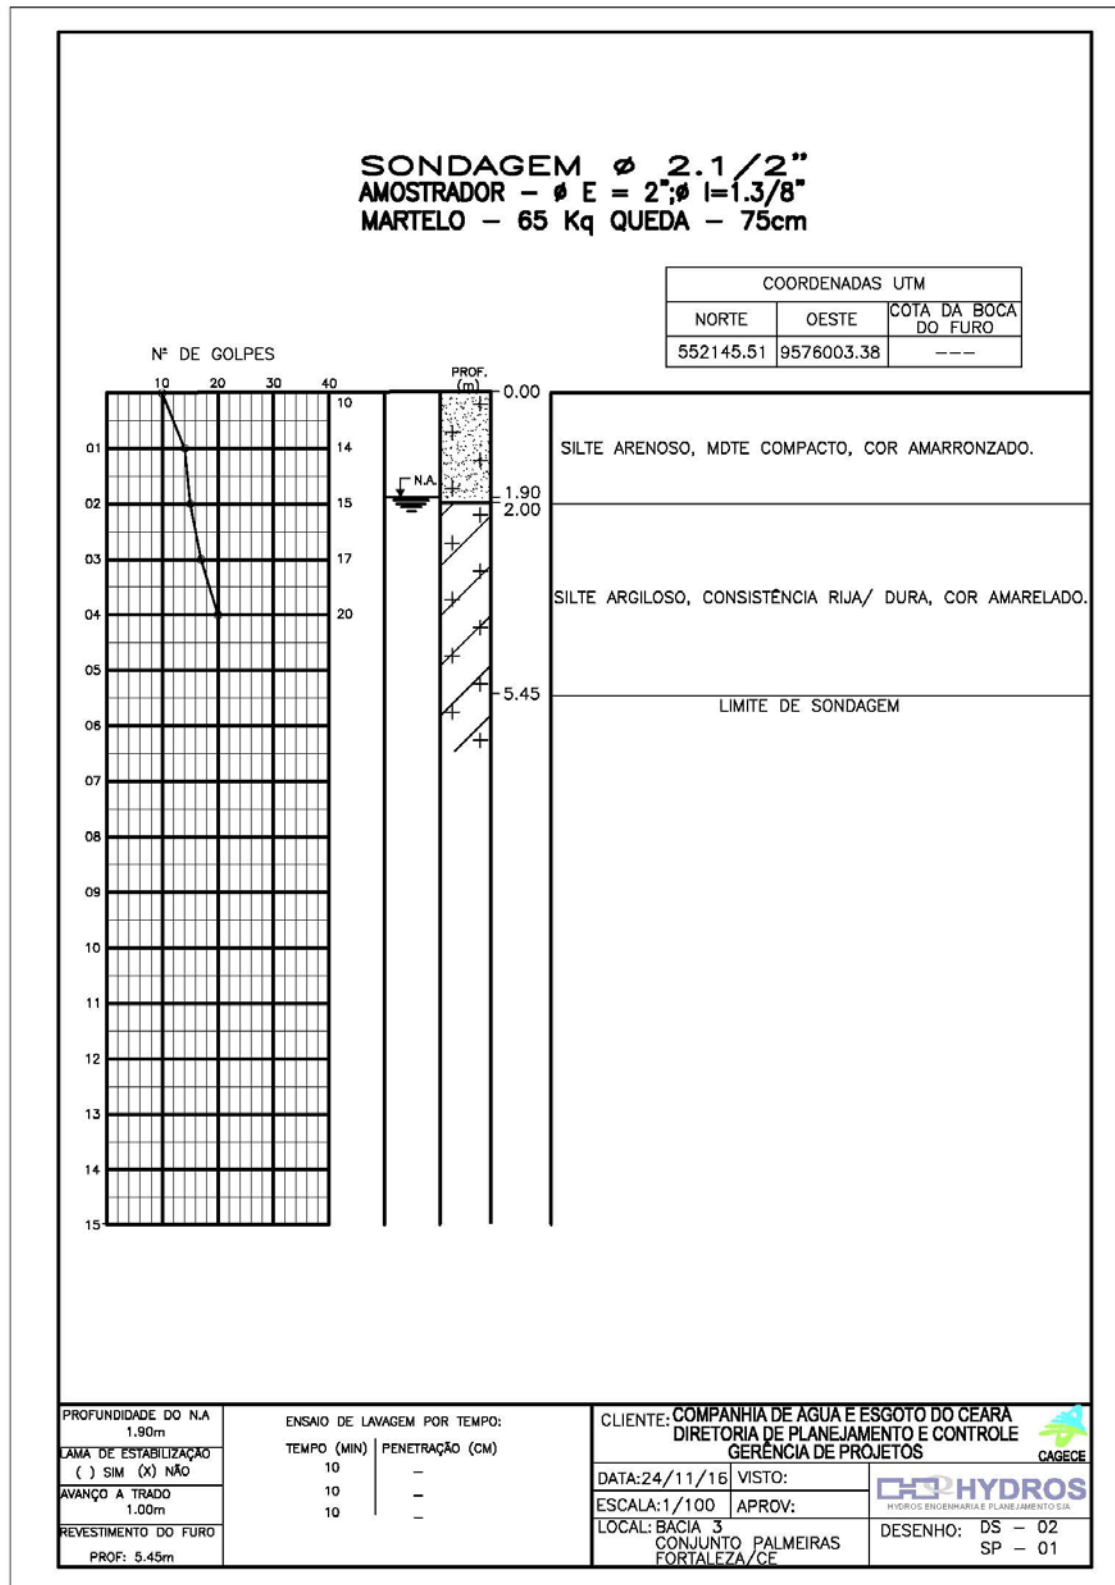 SONDAGEM ø 2.1/2"
AMOSTRADOR – ø E = 2";ø I=1.3/8"
MARTELO – 65 Kq QUEDA – 75cm
COORDENADAS UTM
NORTE OESTE COTA DA BOCA DO FURO
552145.51 9576003.38 ---
Nº DE GOLPES
PROF. (m)
10 20 30 40
0.00
10
01 14
SILTE ARENOSO, MDTE COMPACTO, COR AMARRONZADO.
N.A.
1.90
02 15
2.00
03 17
SILTE ARGILOSO, CONSISTÊNCIA RIJA/ DURA, COR AMARELADO.
04 20
05
5.45
LIMITE DE SONDAGEM
06
07
08
09
10
11
12
13
14
15
PROFUNDIDADE DO N.A
1.90m
LAMA DE ESTABILIZAÇÃO
( ) SIM (X) NÃO
AVANÇO A TRADO
1.00m
REVESTIMENTO DO FURO
PROF: 5.45m
ENSAIO DE LAVAGEM POR TEMPO:
TEMPO (MIN) PENETRAÇÃO (CM)
10 –
10 –
10 –
CLIENTE: COMPANHIA DE AGUA E ESGOTO DO CEARA
DIRETORIA DE PLANEJAMENTO E CONTROLE
GERÊNCIA DE PROJETOS
CAGECE
DATA:24/11/16 VISTO:
ESCALA:1/100 APROV:
HYDROS
HYDROS ENGENHARIA E PLANEJAMENTO S/A
LOCAL: BACIA 3
CONJUNTO PALMEIRAS
FORTALEZA/CE
DESENHO: DS – 02
SP – 01